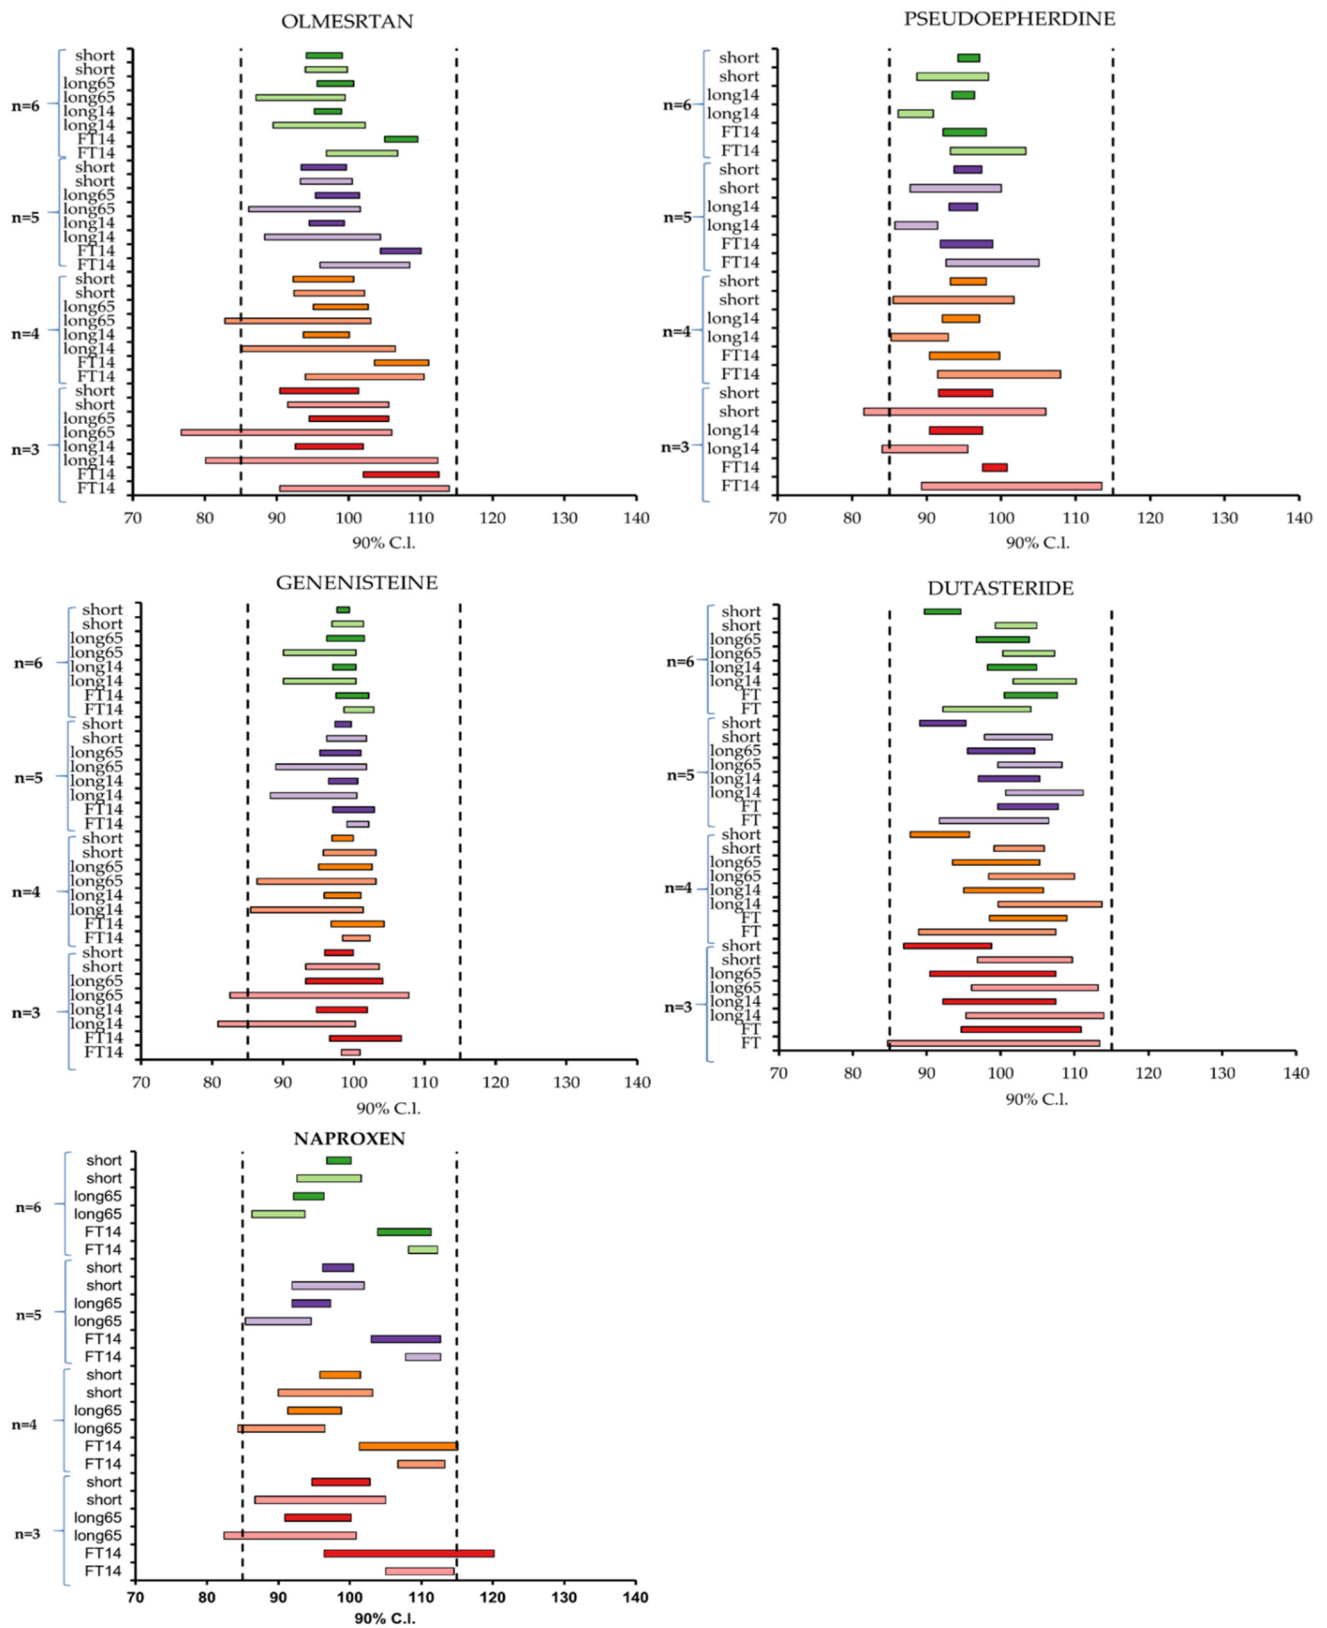 OLMESRTAN
short
short
long65
long65
long14
long14
FT14
FT14
short
short
long65
long65
long14
long14
FT14
FT14
short
short
long65
long65
long14
long14
FT14
FT14
short
short
long65
long65
long14
long14
FT14
FT14
n=6
n=5
n=4
n=3
70 80 90 100 110 120 130 140
90% C.l.
PSEUDOEPHERDINE
short
short
long14
long14
FT14
FT14
short
short
long14
long14
FT14
FT14
short
short
long14
long14
FT14
FT14
short
short
long14
long14
FT14
FT14
n=6
n=5
n=4
n=3
70 80 90 100 110 120 130 140
90% C.l.
GENENISTEINE
short
short
long65
long65
long14
long14
FT14
FT14
short
short
long65
long65
long14
long14
FT14
FT14
short
short
long65
long65
long14
long14
FT14
FT14
short
short
long65
long65
long14
long14
FT14
FT14
n=6
n=5
n=4
n=3
70 80 90 100 110 120 130 140
90% C.l.
DUTASTERIDE
short
short
long65
long65
long14
long14
FT
FT
short
short
long65
long65
long14
long14
FT
FT
short
short
long65
long65
long14
long14
FT
FT
short
short
long65
long65
long14
long14
FT
FT
n=6
n=5
n=4
n=3
70 80 90 100 110 120 130 140
90% C.l.
NAPROXEN
short
short
long65
long65
FT14
FT14
short
short
long65
long65
FT14
FT14
short
short
long65
long65
FT14
FT14
short
short
long65
long65
FT14
FT14
n=6
n=5
n=4
n=3
70 80 90 100 110 120 130 140
90% C.l.